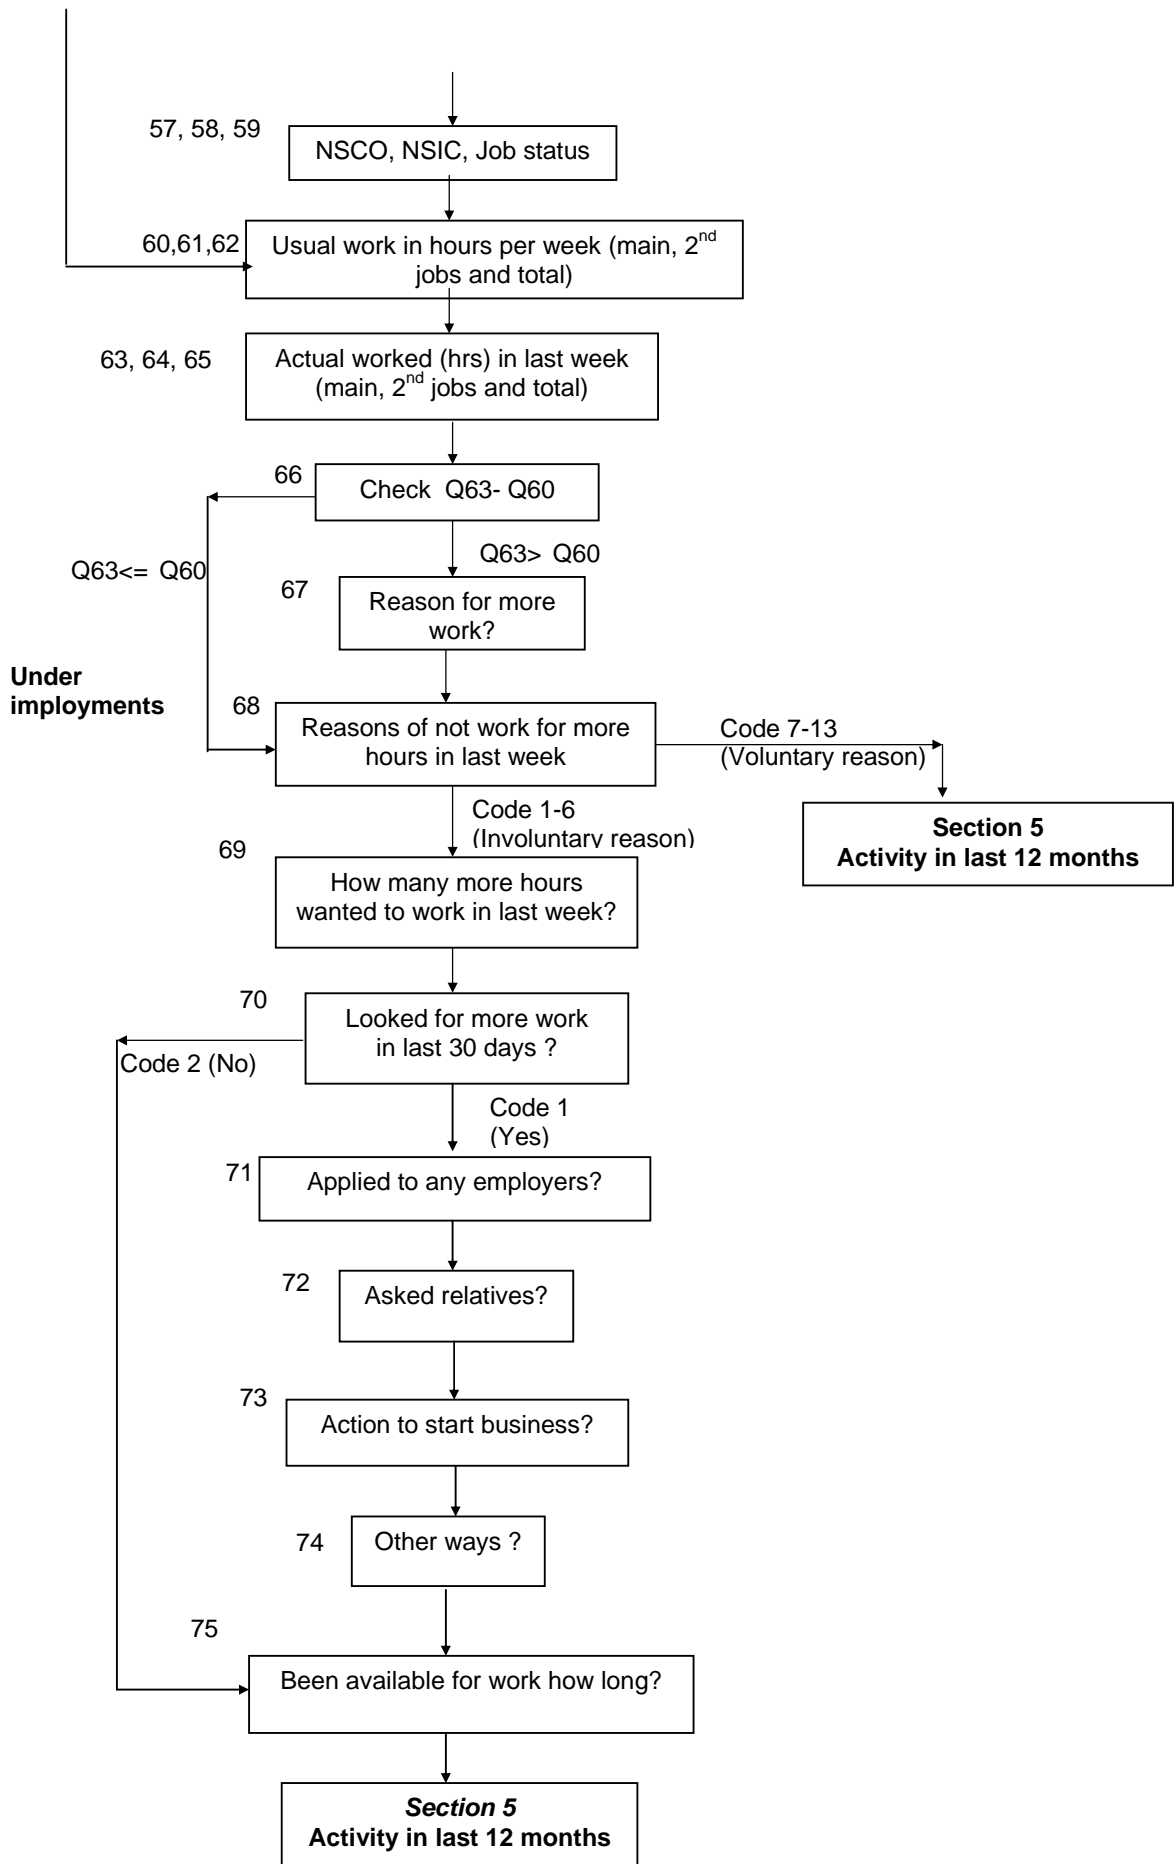 57, 58, 59
NSCO, NSIC, Job status
60,61,62
Usual work in hours per week (main, 2nd
jobs and total)
63, 64, 65
Actual worked (hrs) in last week
(main, 2nd jobs and total)
66
Check Q63- Q60
Q63<= Q60
Q63> Q60
67
Reason for more
work?
Under
imployments
68
Reasons of not work for more
hours in last week
Code 7-13
(Voluntary reason)
Section 5
Activity in last 12 months
Code 1-6
(Involuntary reason)
69
How many more hours
wanted to work in last week?
70
Looked for more work
in last 30 days ?
Code 2 (No)
Code 1
(Yes)
71
Applied to any employers?
72
Asked relatives?
73
Action to start business?
74
Other ways ?
75
Been available for work how long?
Section 5
Activity in last 12 months